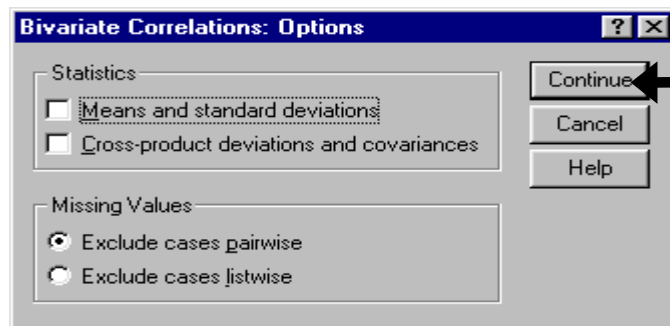 Bivariate Correlations: Options
Statistics
Means and standard deviations
Cross-product deviations and covariances
Missing Values
Exclude cases pairwise
Exclude cases listwise
Continue
Cancel
Help